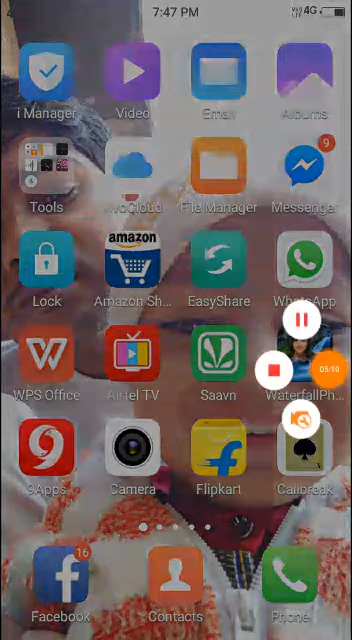 7:47 PM
4G
i Manager Video Email Albums
9
Tools vivoCloud File Manager Messenger
amazon
Lock Amazon Sh... EasyShare WhatsApp
05:10
WPS Office Airtel TV Saavn WaterfallPh...
9Apps Camera Flipkart Callbreak
16
Facebook Contacts Phone